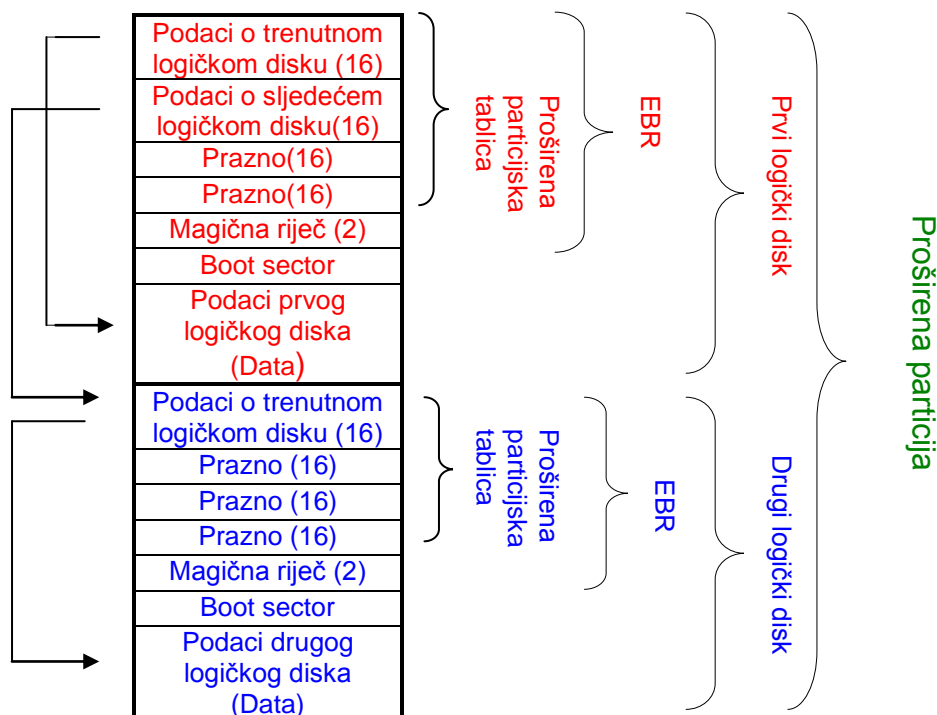 Podaci o trenutnom
logičkom disku (16)
Podaci o sljedećem
logičkom disku(16)
Prazno(16)
Prazno(16)
Magična riječ (2)
Boot sector
Podaci prvog
logičkog diska
(Data)
Proširena
particijska
tablica
EBR
Prvi logički disk
Podaci o trenutnom
logičkom disku (16)
Prazno (16)
Prazno (16)
Prazno (16)
Magična riječ (2)
Boot sector
Podaci drugog
logičkog diska
(Data)
Proširena
particijska
tablica
EBR
Drugi logički disk
Proširena particija